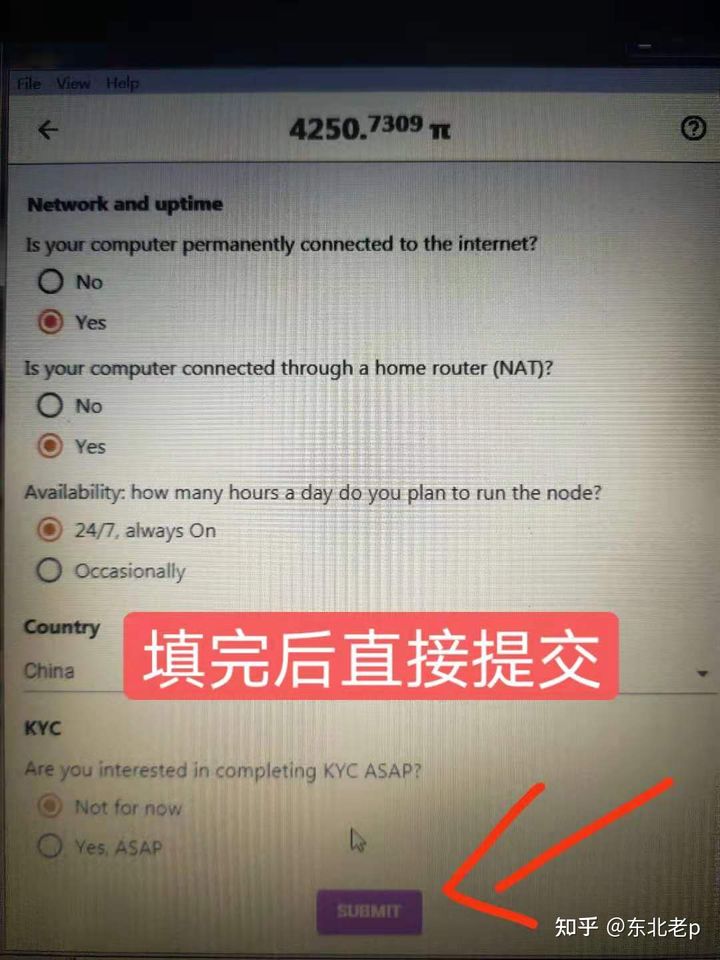 File View Help
4250.7309 π
Network and uptime
Is your computer permanently connected to the internet?
No
Yes
Is your computer connected through a home router (NAT)?
No
Yes
Availability: how many hours a day do you plan to run the node?
24/7, always On
Occasionally
Country
填完后直接提交
China
KYC
Are you interested in completing KYC ASAP?
Not for now
Yes, ASAP
SUBMIT
知乎 @东北老p